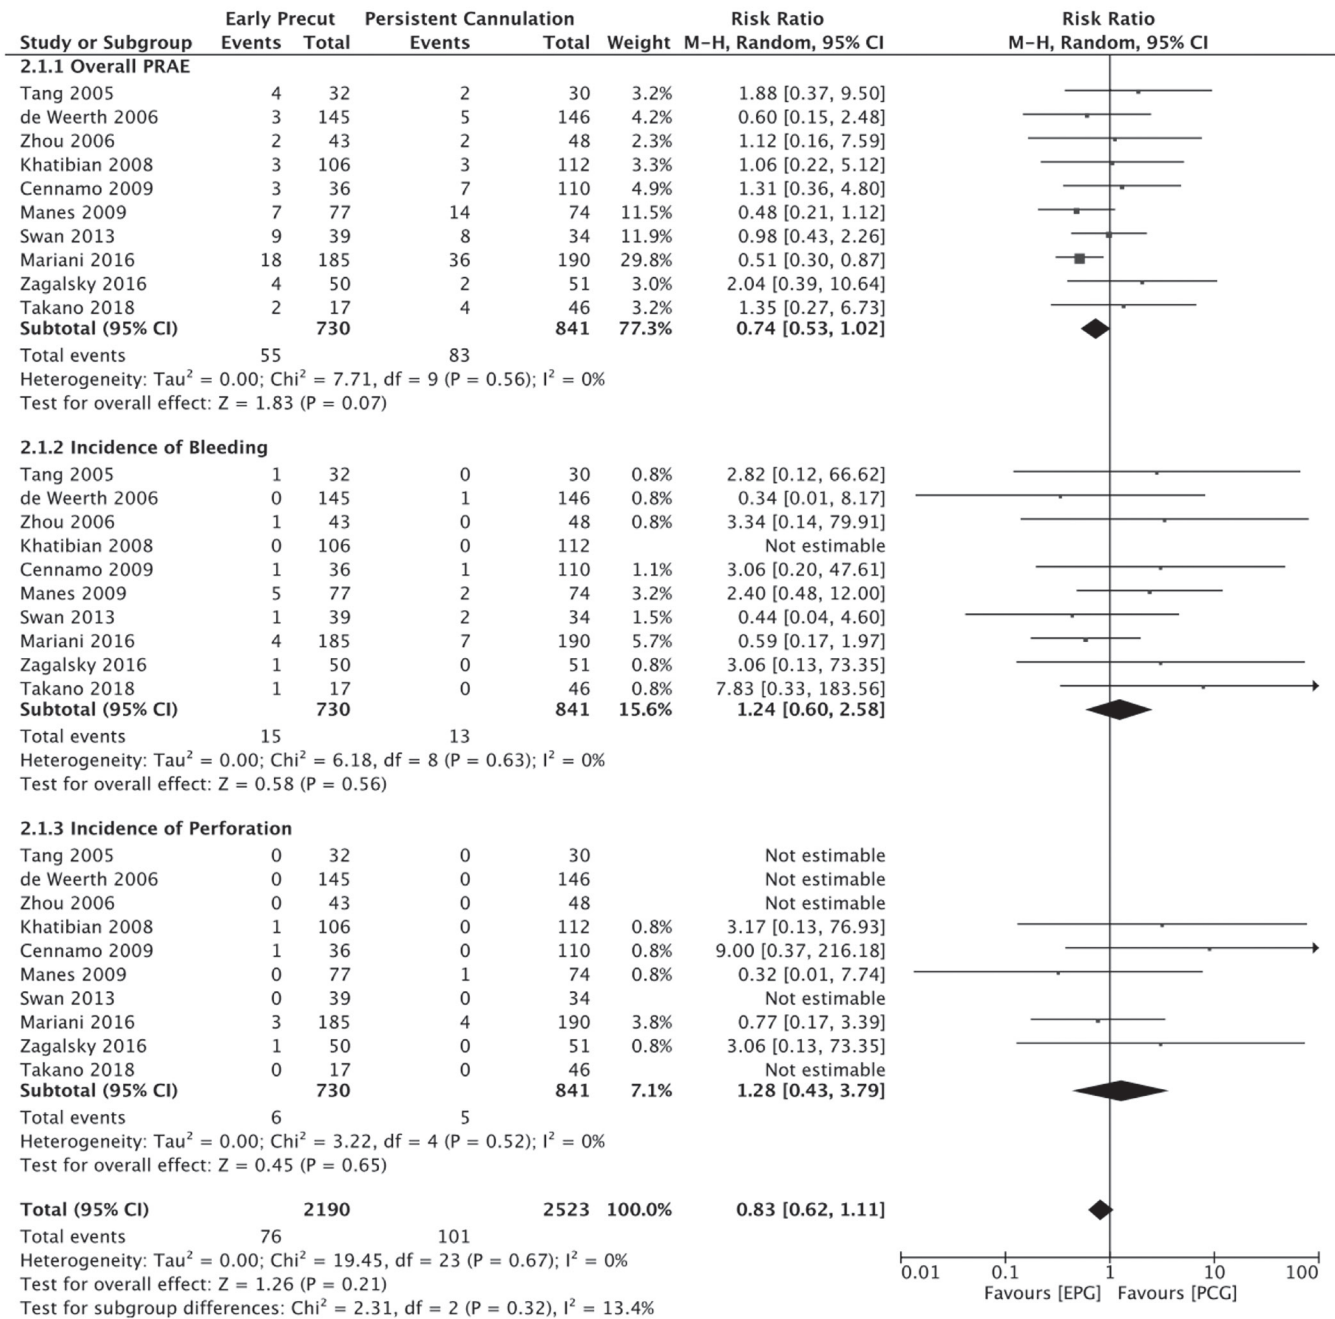 Early Precut Persistent Cannulation Risk Ratio Risk Ratio
Study or Subgroup Events Total Events Total Weight M-H, Random, 95% CI M-H, Random, 95% CI
2.1.1 Overall PRAE
Tang 2005 4 32 2 30 3.2% 1.88 [0.37, 9.50]
de Weerth 2006 3 145 5 146 4.2% 0.60 [0.15, 2.48]
Zhou 2006 2 43 2 48 2.3% 1.12 [0.16, 7.59]
Khatibian 2008 3 106 3 112 3.3% 1.06 [0.22, 5.12]
Cennamo 2009 3 36 7 110 4.9% 1.31 [0.36, 4.80]
Manes 2009 7 77 14 74 11.5% 0.48 [0.21, 1.12]
Swan 2013 9 39 8 34 11.9% 0.98 [0.43, 2.26]
Mariani 2016 18 185 36 190 29.8% 0.51 [0.30, 0.87]
Zagalsky 2016 4 50 2 51 3.0% 2.04 [0.39, 10.64]
Takano 2018 2 17 4 46 3.2% 1.35 [0.27, 6.73]
Subtotal (95% CI) 730 841 77.3% 0.74 [0.53, 1.02]
Total events 55 83
Heterogeneity: Tau² = 0.00; Chi² = 7.71, df = 9 (P = 0.56); I² = 0%
Test for overall effect: Z = 1.83 (P = 0.07)
2.1.2 Incidence of Bleeding
Tang 2005 1 32 0 30 0.8% 2.82 [0.12, 66.62]
de Weerth 2006 0 145 1 146 0.8% 0.34 [0.01, 8.17]
Zhou 2006 1 43 0 48 0.8% 3.34 [0.14, 79.91]
Khatibian 2008 0 106 0 112 Not estimable
Cennamo 2009 1 36 1 110 1.1% 3.06 [0.20, 47.61]
Manes 2009 5 77 2 74 3.2% 2.40 [0.48, 12.00]
Swan 2013 1 39 2 34 1.5% 0.44 [0.04, 4.60]
Mariani 2016 4 185 7 190 5.7% 0.59 [0.17, 1.97]
Zagalsky 2016 1 50 0 51 0.8% 3.06 [0.13, 73.35]
Takano 2018 1 17 0 46 0.8% 7.83 [0.33, 183.56]
Subtotal (95% CI) 730 841 15.6% 1.24 [0.60, 2.58]
Total events 15 13
Heterogeneity: Tau² = 0.00; Chi² = 6.18, df = 8 (P = 0.63); I² = 0%
Test for overall effect: Z = 0.58 (P = 0.56)
2.1.3 Incidence of Perforation
Tang 2005 0 32 0 30 Not estimable
de Weerth 2006 0 145 0 146 Not estimable
Zhou 2006 0 43 0 48 Not estimable
Khatibian 2008 1 106 0 112 0.8% 3.17 [0.13, 76.93]
Cennamo 2009 1 36 0 110 0.8% 9.00 [0.37, 216.18]
Manes 2009 0 77 1 74 0.8% 0.32 [0.01, 7.74]
Swan 2013 0 39 0 34 Not estimable
Mariani 2016 3 185 4 190 3.8% 0.77 [0.17, 3.39]
Zagalsky 2016 1 50 0 51 0.8% 3.06 [0.13, 73.35]
Takano 2018 0 17 0 46 Not estimable
Subtotal (95% CI) 730 841 7.1% 1.28 [0.43, 3.79]
Total events 6 5
Heterogeneity: Tau² = 0.00; Chi² = 3.22, df = 4 (P = 0.52); I² = 0%
Test for overall effect: Z = 0.45 (P = 0.65)
Total (95% CI) 2190 2523 100.0% 0.83 [0.62, 1.11]
Total events 76 101
Heterogeneity: Tau² = 0.00; Chi² = 19.45, df = 23 (P = 0.67); I² = 0%
Test for overall effect: Z = 1.26 (P = 0.21)
Test for subgroup differences: Chi² = 2.31, df = 2 (P = 0.32), I² = 13.4%
0.01 0.1 1 10 100
Favours [EPG] Favours [PCG]